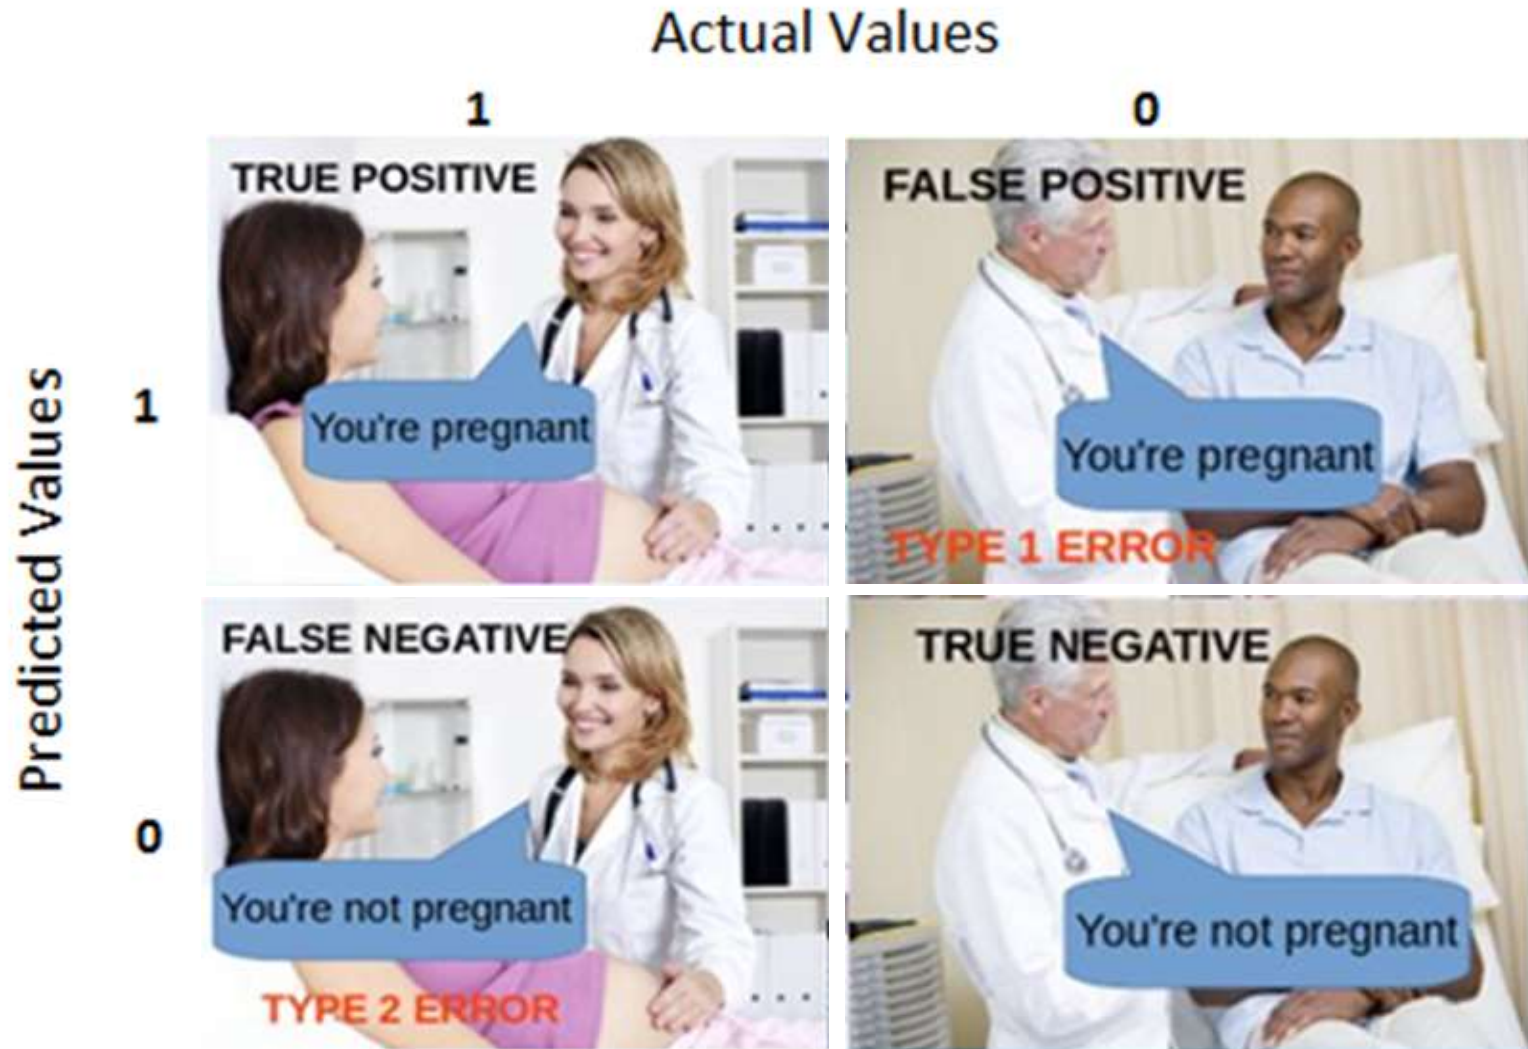 Actual Values
1
0
Predicted Values
1
TRUE POSITIVE
You're pregnant
FALSE POSITIVE
You're pregnant
TYPE 1 ERROR
0
FALSE NEGATIVE
You're not pregnant
TYPE 2 ERROR
TRUE NEGATIVE
You're not pregnant